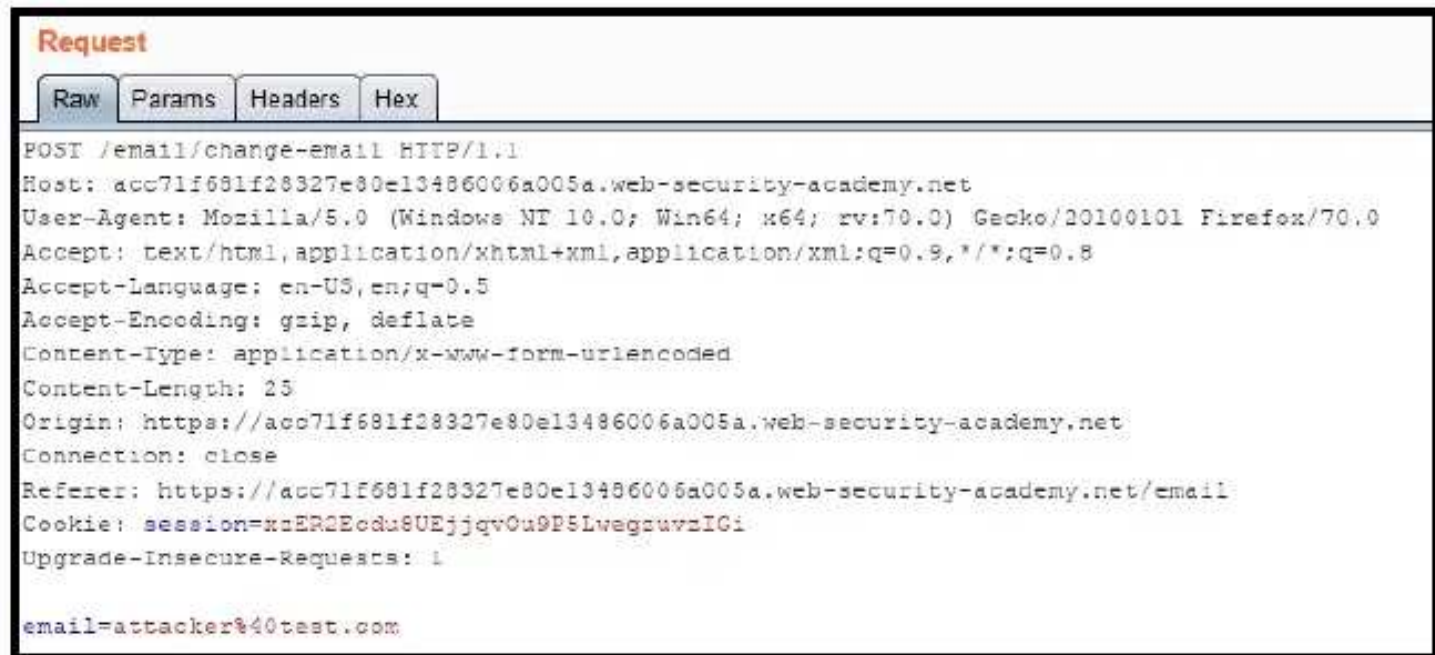 Request
Raw Params Headers Hex
POST /email/change-email HTTP/1.1
Host: acc71f681f28327e80e13486006a005a.web-security-academy.net
User-Agent: Mozilla/5.0 (Windows NT 10.0; Win64; x64; rv:70.0) Gecko/20100101 Firefox/70.0
Accept: text/html,application/xhtml+xml,application/xml;q=0.9,*/*;q=0.8
Accept-Language: en-US,en;q=0.5
Accept-Encoding: gzip, deflate
Content-Type: application/x-www-form-urlencoded
Content-Length: 25
Origin: https://acc71f681f28327e80e13486006a005a.web-security-academy.net
Connection: close
Referer: https://acc71f681f28327e80e13486006a005a.web-security-academy.net/email
Cookie: session=
Upgrade-Insecure-Requests: 1
email=attacker%40test.com